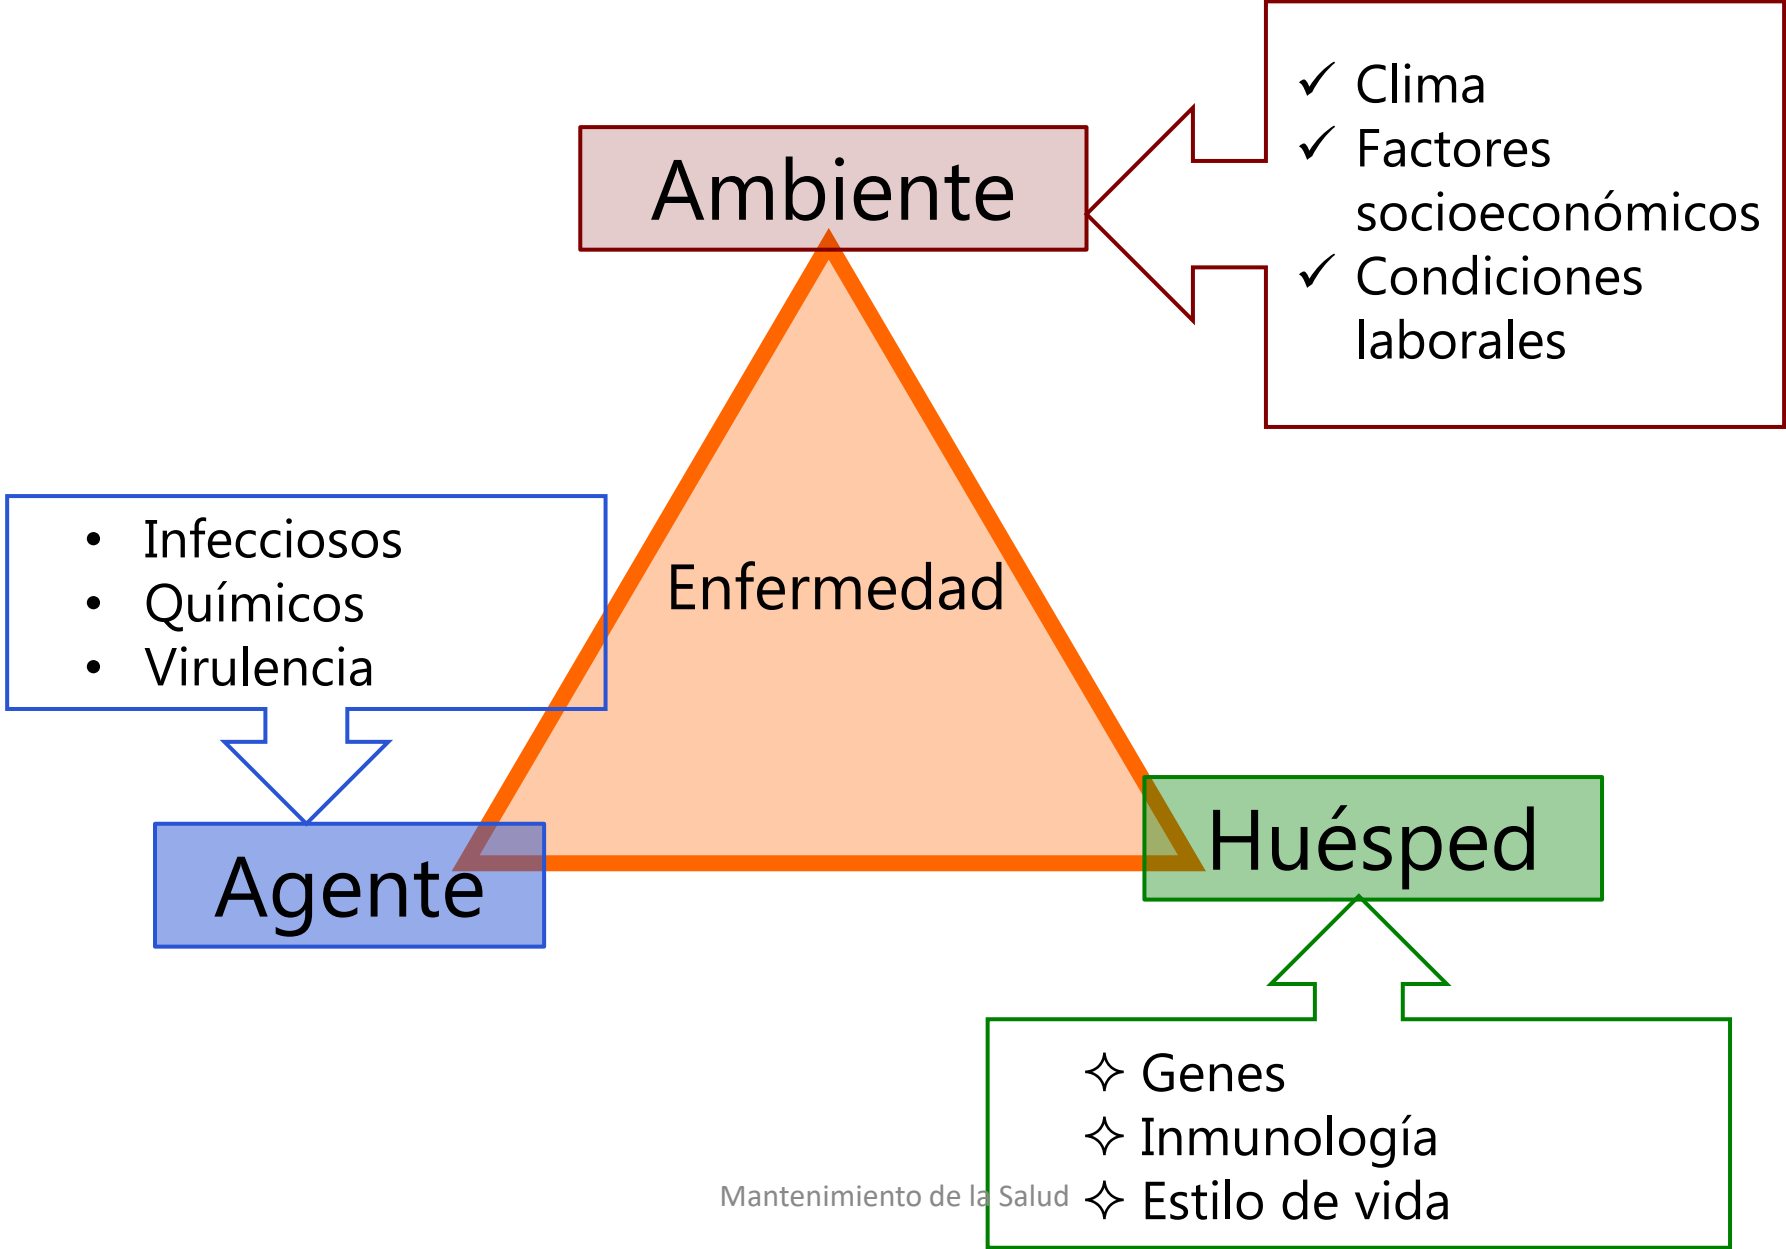 Clima
Factores
socioeconómicos
Condiciones
laborales
Ambiente
Infecciosos
Químicos
Virulencia
Enfermedad
Agente
Huésped
Genes
Inmunología
Estilo de vida
Mantenimiento de la Salud